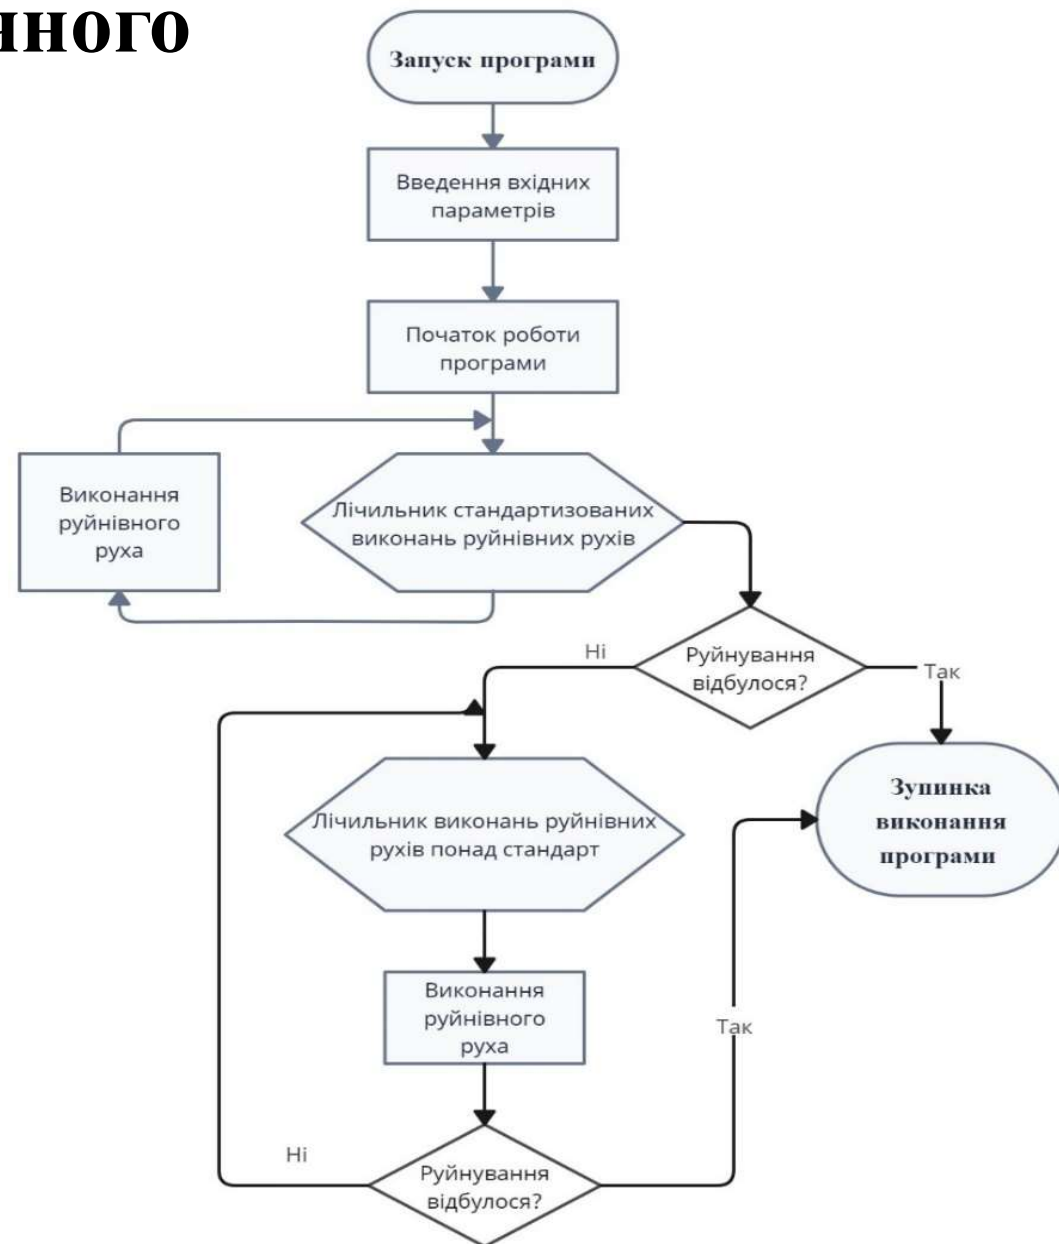 Запуск програми
Введення вхідних
параметрів
Початок роботи
програми
Виконання
руйнівного
руха
Лічильник стандартизованих
виконань руйнівних рухів
Руйнування
відбулося?
Ні
Так
Лічильник виконань руйнівних
рухів понад стандарт
Зупинка
виконання
програми
Виконання
руйнівного
руха
Так
Ні
Руйнування
відбулося?